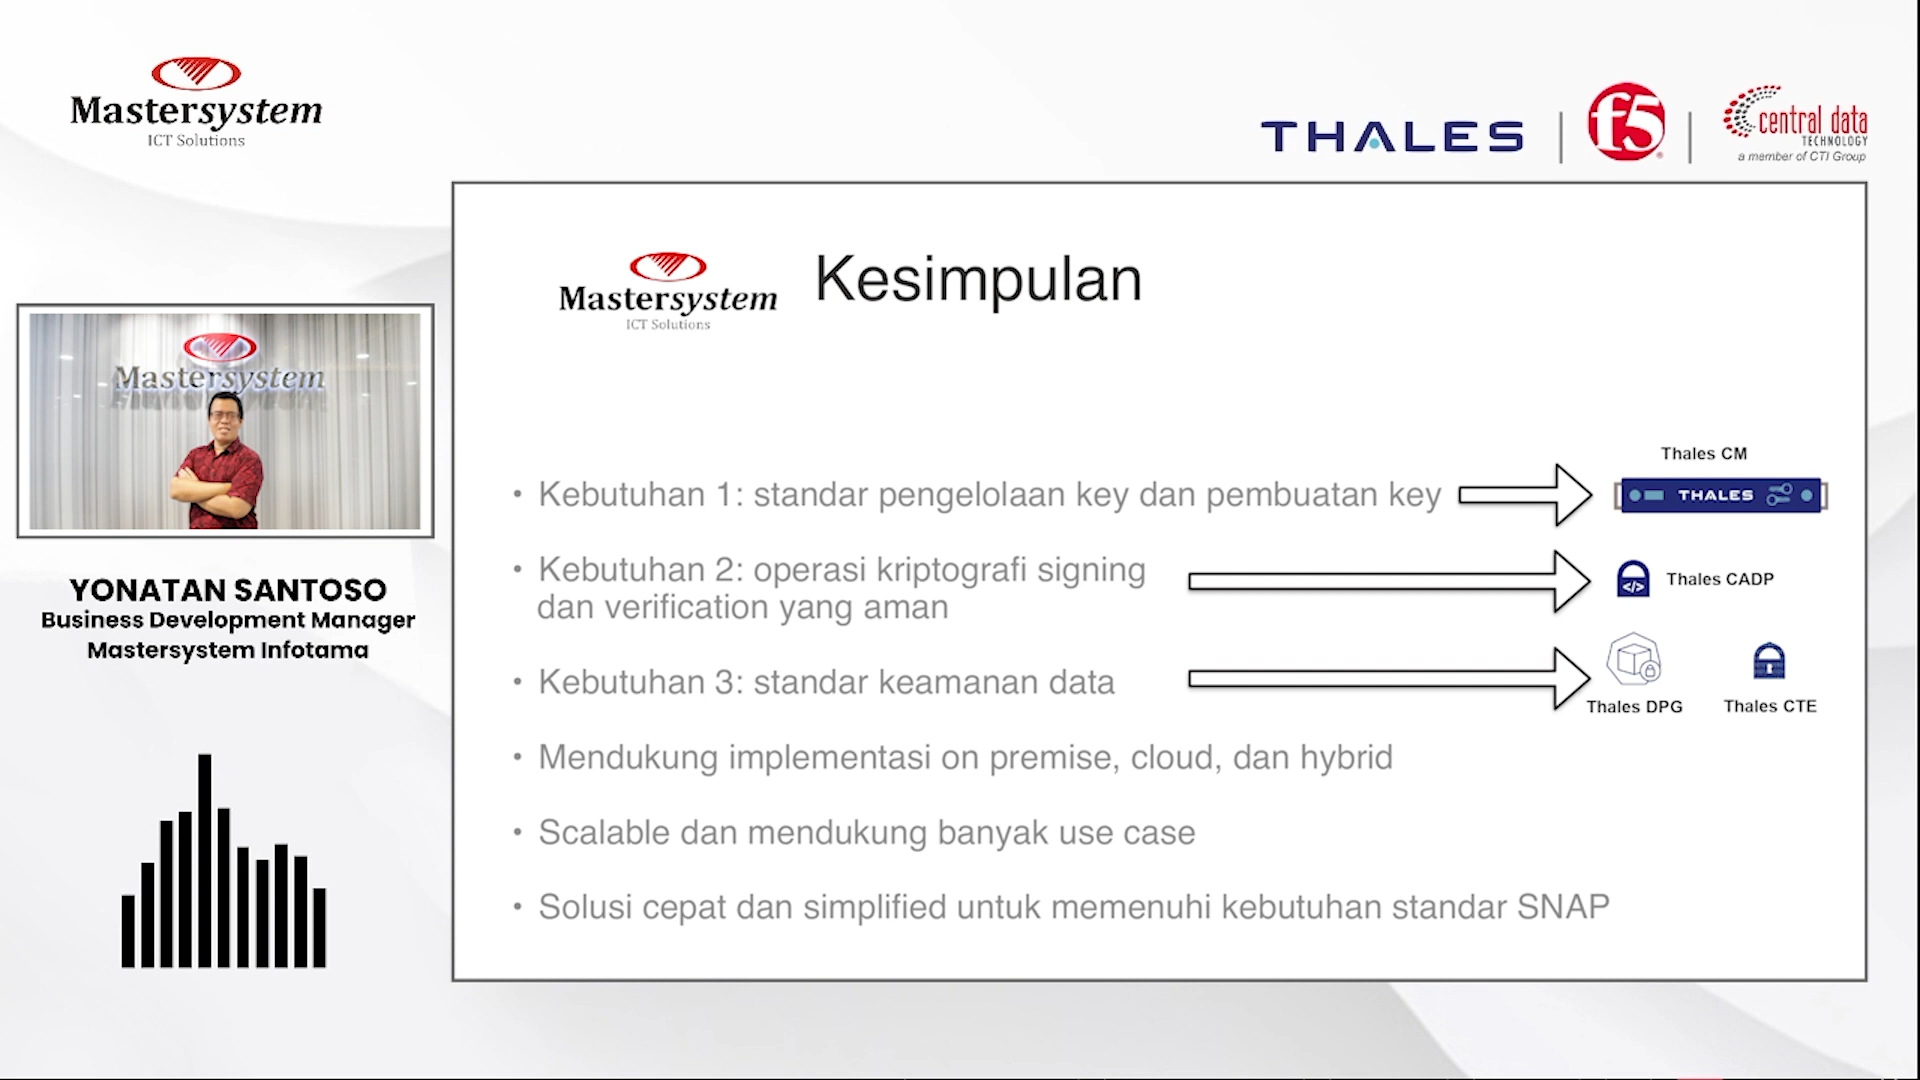 Mastersystem
ICT Solutions
THALES
f5
central data
TECHNOLOGY
a member of CTI Group
Mastersystem
ICT Solutions
Kesimpulan
Mastersystem
YONATAN SANTOSO
Business Development Manager
Mastersystem Infotama
• Kebutuhan 1: standar pengelolaan key dan pembuatan key
Thales CM
THALES
• Kebutuhan 2: operasi kriptografi signing
dan verification yang aman
</>
Thales CADP
• Kebutuhan 3: standar keamanan data
Thales DPG
Thales CTE
• Mendukung implementasi on premise, cloud, dan hybrid
• Scalable dan mendukung banyak use case
• Solusi cepat dan simplified untuk memenuhi kebutuhan standar SNAP